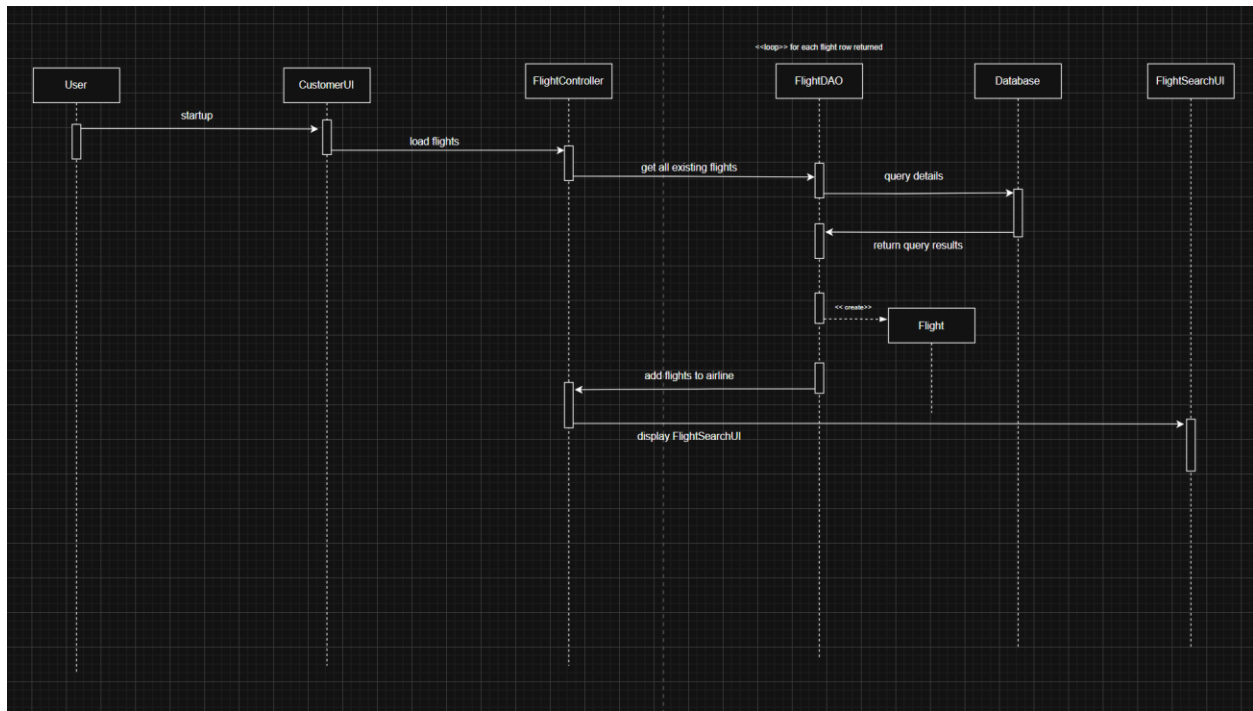 <<loop>> for each flight row returned
User
CustomerUI
FlightController
FlightDAO
Database
FlightSearchUI
startup
load flights
get all existing flights
query details
return query results
<< create>>
Flight
add flights to airline
display FlightSearchUI